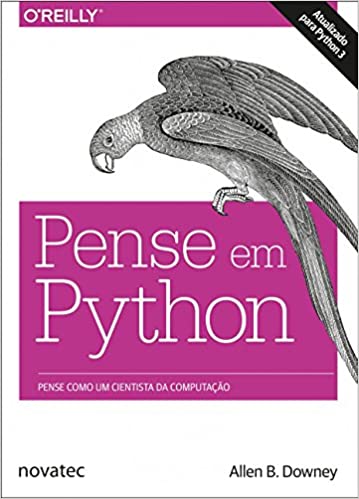 O'REILLY®
Atualizado
para Python 3
Pense em
Python
PENSE COMO UM CIENTISTA DA COMPUTAÇÃO
novatec
Allen B. Downey